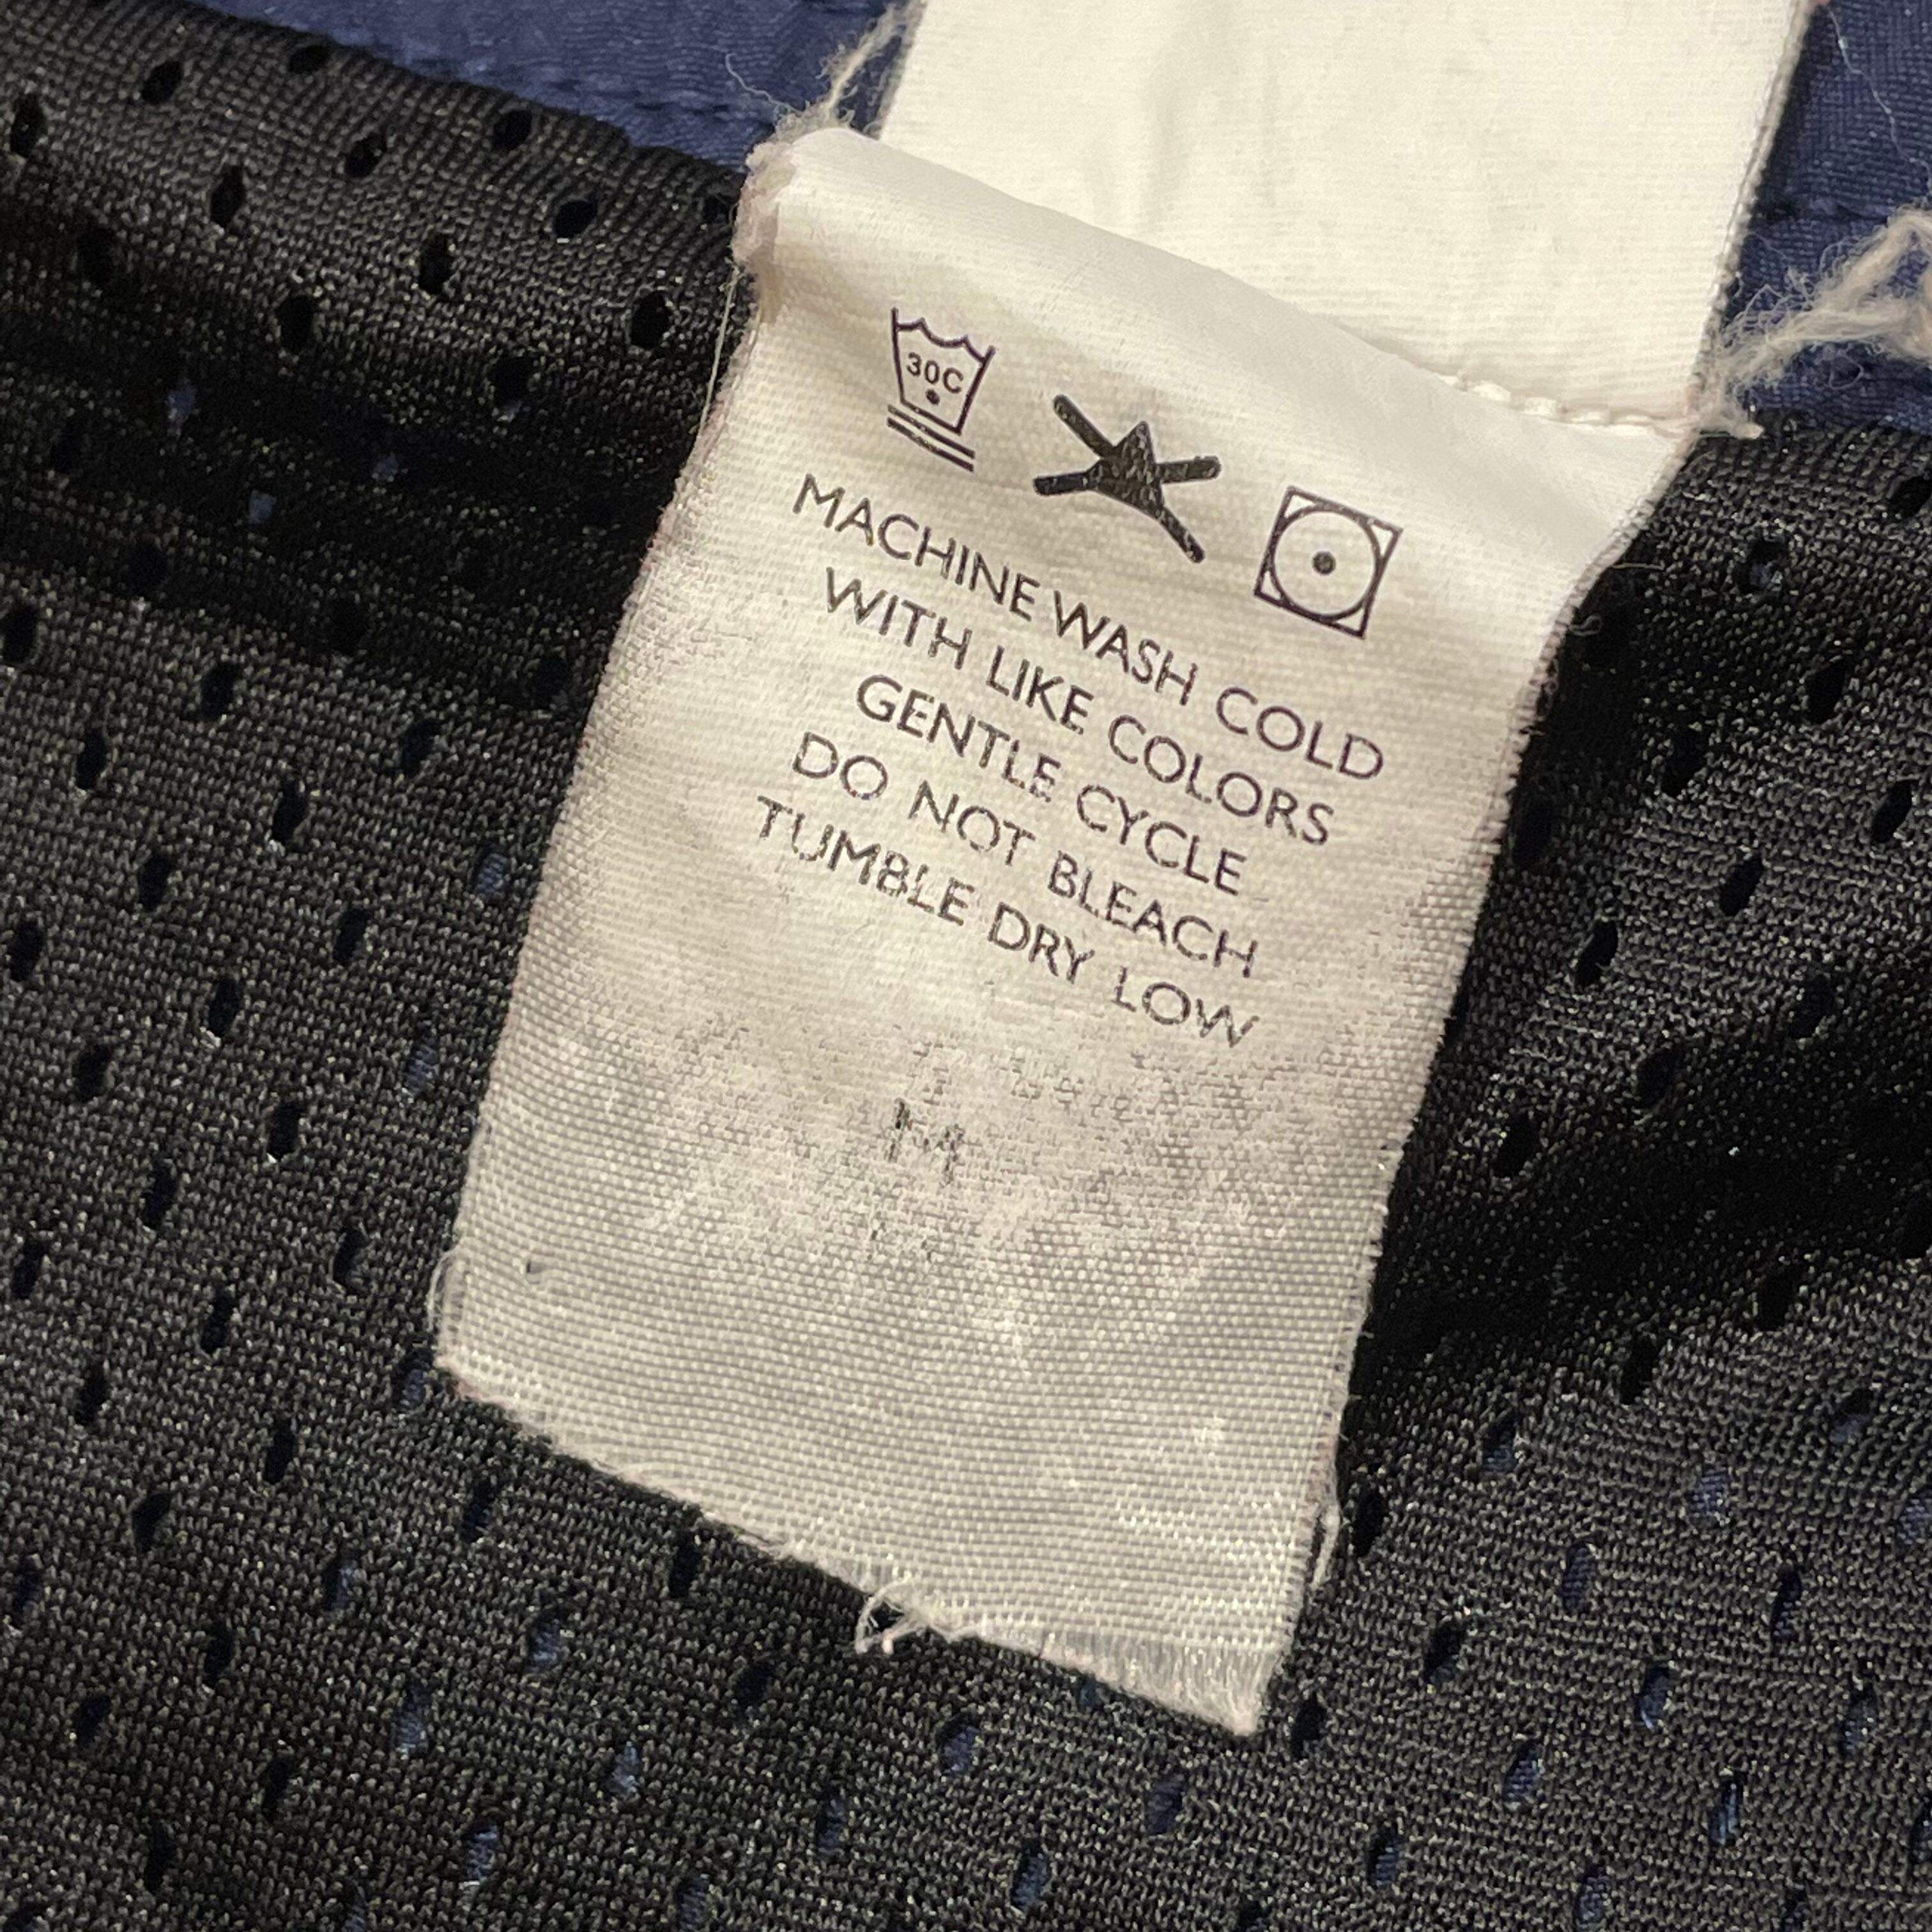 30C
MACHINE WASH COLD
WITH LIKE COLORS
GENTLE CYCLE
DO NOT BLEACH
TUMBLE DRY LOW
M